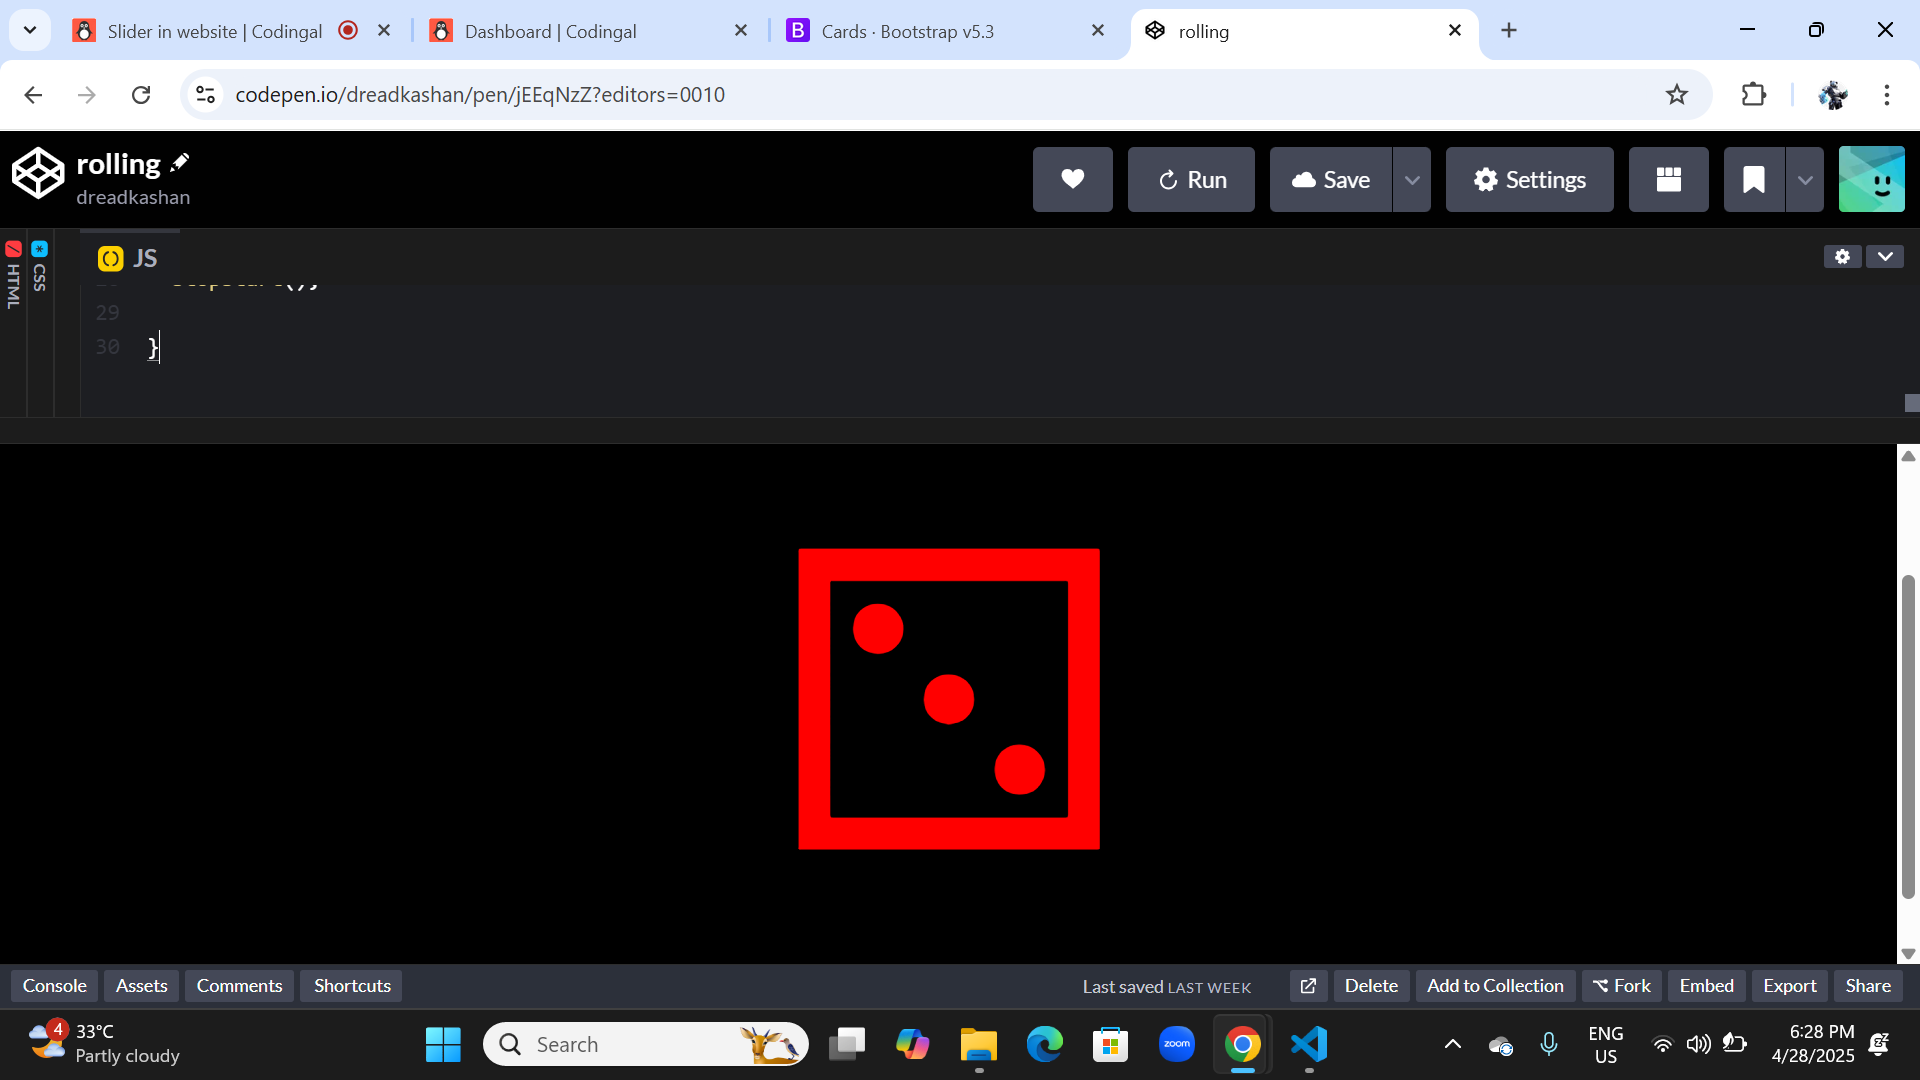 Slider in website | Codingal
Dashboard | Codingal
B Cards · Bootstrap v5.3
rolling
codepen.io/dreadkashan/pen/jEEqNzZ?editors=0010
rolling
dreadkashan
Run
Save
Settings
HTML
CSS
JS
29
30 }
Console
Assets
Comments
Shortcuts
Last saved LAST WEEK
Delete
Add to Collection
Fork
Embed
Export
Share
4
33°C
Partly cloudy
Search
zoom
ENG
US
6:28 PM
4/28/2025